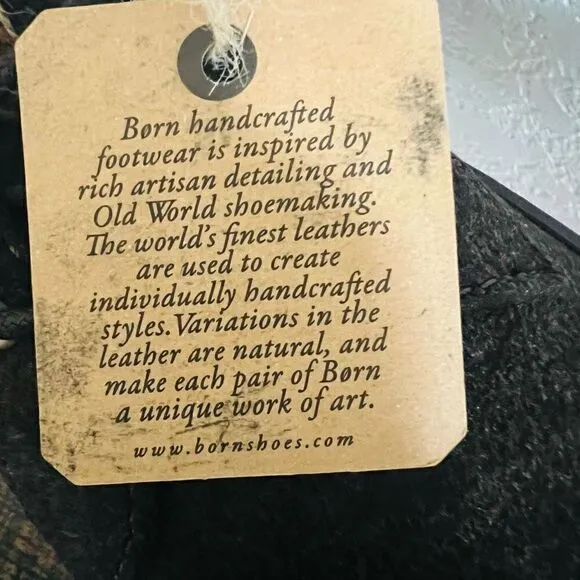 Børn handcrafted
footwear is inspired by
rich artisan detailing and
Old World shoemaking.
The world's finest leathers
are used to create
individually handcrafted
styles. Variations in the
leather are natural, and
make each pair of Børn
a unique work of art.
www.bornshoes.com